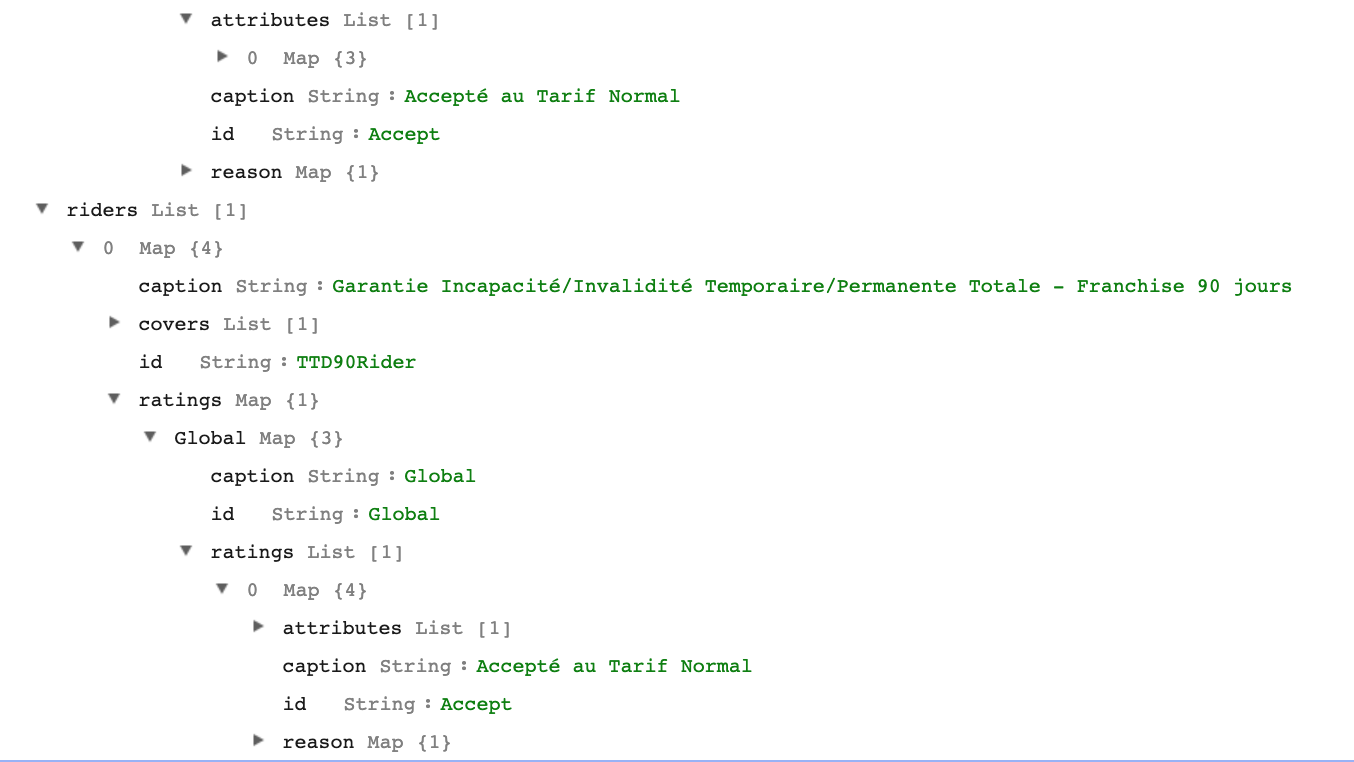 attributes List [1]
0 Map {3}
caption String : Accepté au Tarif Normal
id String : Accept
reason Map {1}
riders List [1]
0 Map {4}
caption String : Garantie Incapacité/Invalidité Temporaire/Permanente Totale – Franchise 90 jours
covers List [1]
id String : TTD90Rider
ratings Map {1}
Global Map {3}
caption String : Global
id String : Global
ratings List [1]
0 Map {4}
attributes List [1]
caption String : Accepté au Tarif Normal
id String : Accept
reason Map {1}